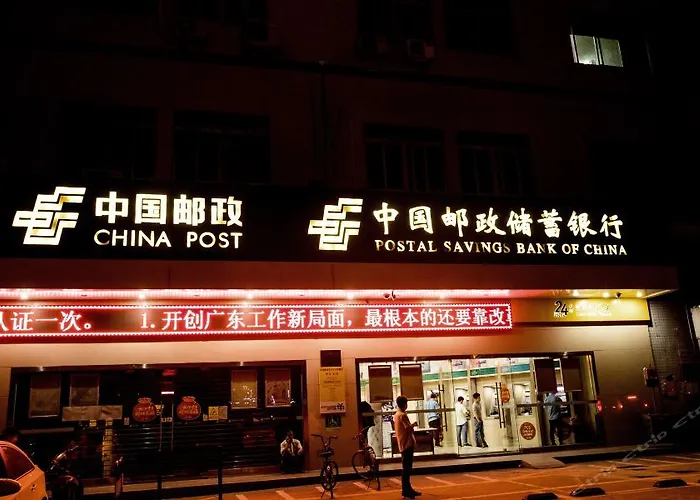 中国邮政
CHINA POST
中国邮政储蓄银行
POSTAL SAVINGS BANK OF CHINA
认证一次。 1.开创广东工作新局面，最根本的还要靠改
24